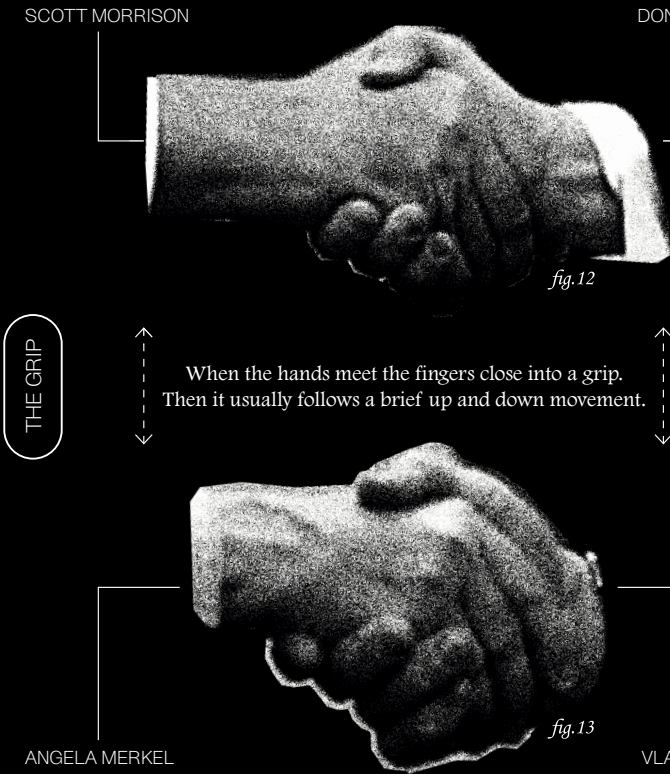 SCOTT MORRISON
DON
fig.12
THE GRIP
When the hands meet the fingers close into a grip.
Then it usually follows a brief up and down movement.
fig.13
ANGELA MERKEL
VLA